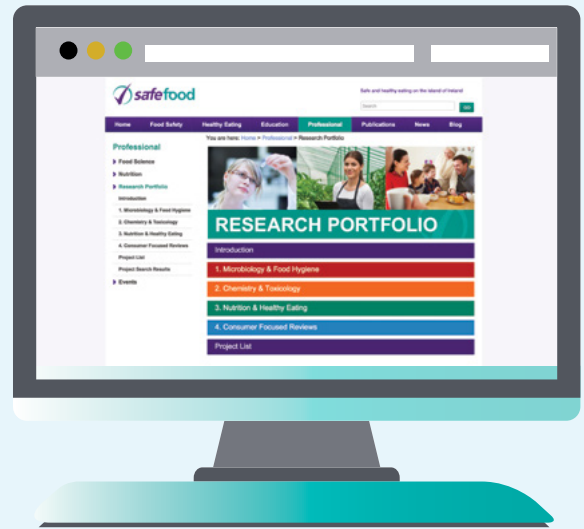 safefood
Safe and healthy eating on the island of Ireland
Search
GO
Home Food Safety Healthy Eating Education Professional Publications News Blog
You are here: Home > Professional > Research Portfolio
Professional
Food Science
Nutrition
Research Portfolio
Introduction
1. Microbiology & Food Hygiene
2. Chemistry & Toxicology
3. Nutrition & Healthy Eating
4. Consumer Focused Reviews
Project List
Project Search Results
Events
RESEARCH PORTFOLIO
Introduction
1. Microbiology & Food Hygiene
2. Chemistry & Toxicology
3. Nutrition & Healthy Eating
4. Consumer Focused Reviews
Project List